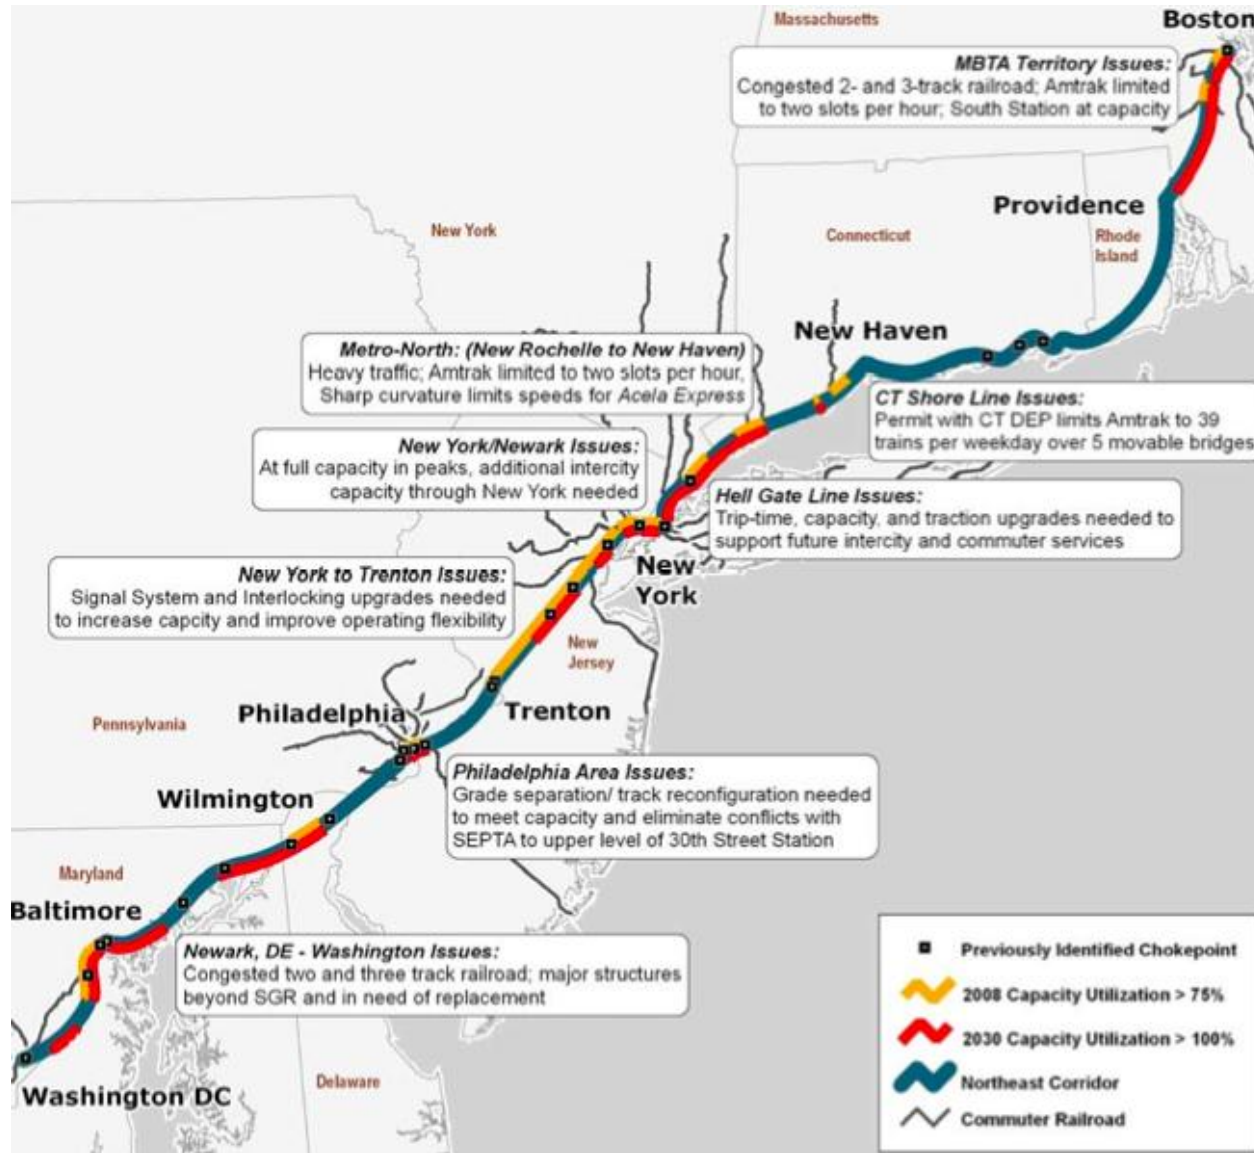 Massachusetts
Boston
MBTA Territory Issues:
Congested 2- and 3-track railroad; Amtrak limited
to two slots per hour; South Station at capacity
Providence
New York
Connecticut
Rhode
Island
New Haven
Metro-North: (New Rochelle to New Haven)
Heavy traffic; Amtrak limited to two slots per hour,
Sharp curvature limits speeds for Acela Express
CT Shore Line Issues:
Permit with CT DEP limits Amtrak to 39
trains per weekday over 5 movable bridges
New York/Newark Issues:
At full capacity in peaks, additional intercity
capacity through New York needed
Hell Gate Line Issues:
Trip-time, capacity, and traction upgrades needed to
support future intercity and commuter services
New
York
New York to Trenton Issues:
Signal System and Interlocking upgrades needed
to increase capcity and improve operating flexibility
New
Jersey
Pennsylvania
Philadelphia
Trenton
Philadelphia Area Issues:
Grade separation/ track reconfiguration needed
to meet capacity and eliminate conflicts with
SEPTA to upper level of 30th Street Station
Wilmington
Maryland
Baltimore
Newark, DE - Washington Issues:
Congested two and three track railroad; major structures
beyond SGR and in need of replacement
Delaware
Washington DC
Previously Identified Chokepoint
2008 Capacity Utilization > 75%
2030 Capacity Utilization > 100%
Northeast Corridor
Commuter Railroad